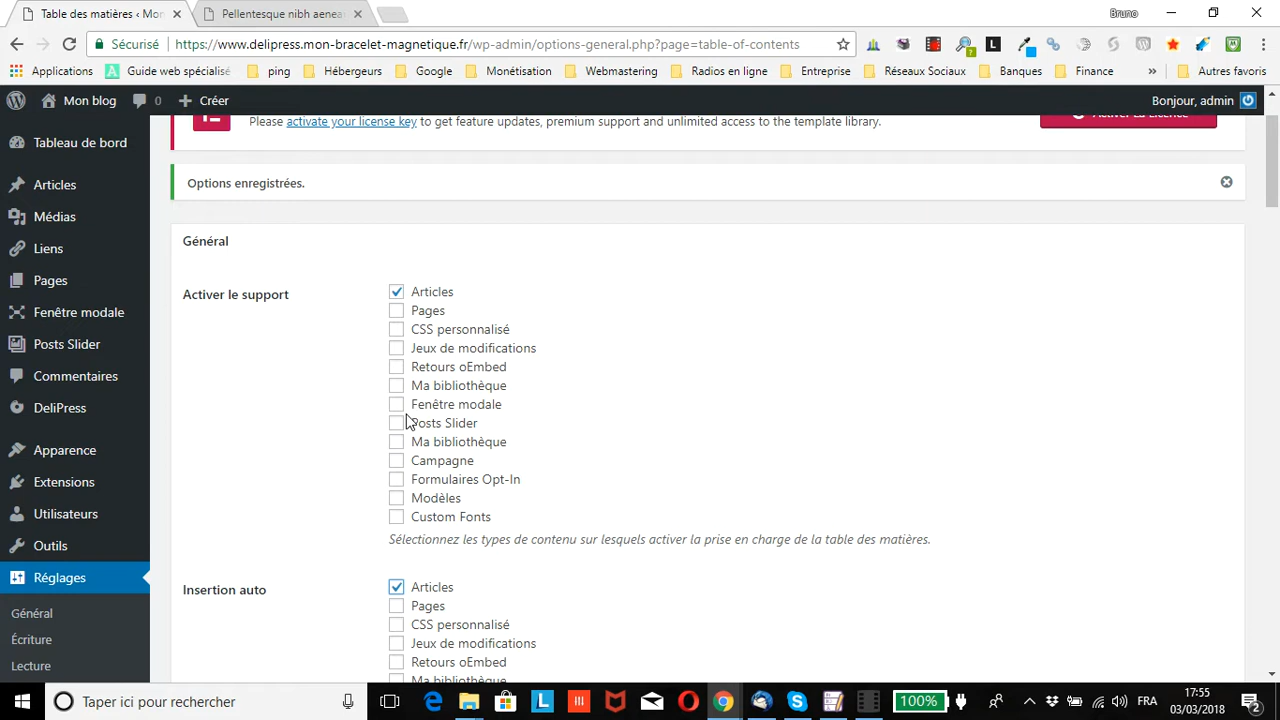 Table des matières ‹ Mon
Pellentesque nibh aenea
Bruno
Sécurisé
https://www.delipress.mon-bracelet-magnetique.fr/wp-admin/options-general.php?page=table-of-contents
Applications
Guide web spécialisé
ping
Hébergeurs
Google
Monétisation
Webmastering
Radios en ligne
Entreprise
Réseaux Sociaux
Banques
Finance
»
Autres favoris
Mon blog
0
Créer
Bonjour, admin
Please activate your license key to get feature updates, premium support and unlimited access to the template library.
Activer La Licence
Options enregistrées.
Tableau de bord
Articles
Médias
Liens
Pages
Fenêtre modale
Posts Slider
Commentaires
DeliPress
Apparence
Extensions
Utilisateurs
Outils
Réglages
Général
Écriture
Lecture
Général
Activer le support
Articles
Pages
CSS personnalisé
Jeux de modifications
Retours oEmbed
Ma bibliothèque
Fenêtre modale
Posts Slider
Ma bibliothèque
Campagne
Formulaires Opt-In
Modèles
Custom Fonts
Sélectionnez les types de contenu sur lesquels activer la prise en charge de la table des matières.
Insertion auto
Articles
Pages
CSS personnalisé
Jeux de modifications
Retours oEmbed
Ma bibliothèque
Taper ici pour rechercher
100%
FRA
17:55
03/03/2018
2